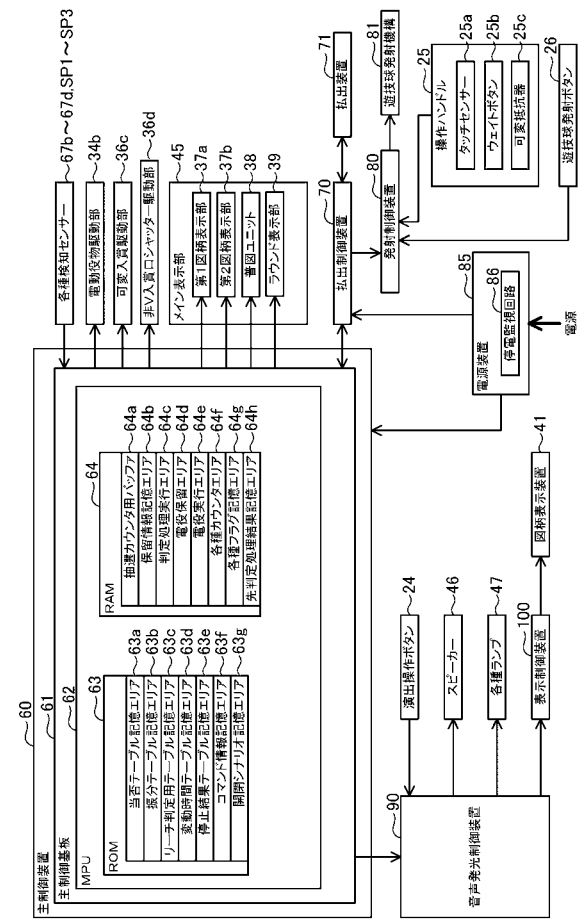 主制御装置
60
主制御基板
61
MPU
62
ROM
63
当否テーブル記憶エリア
63a
振分テーブル記憶エリア
63b
リーチ判定用テーブル記憶エリア
63c
変動時間テーブル記憶エリア
63d
停止結果テーブル記憶エリア
63e
コマンド情報記憶エリア
63f
開閉シナリオ記憶エリア
63g
RAM
64
抽選カウンタ用バッファ
64a
保留情報記憶エリア
64b
判定処理実行エリア
64c
電役保留エリア
64d
電役実行エリア
64e
各種カウンタエリア
64f
各種フラグ記憶エリア
64g
先判定処理結果記憶エリア
64h
各種検知センサー
67b～67d,SP1～SP3
電動役物駆動部
34b
可変入賞駆動部
36c
非V入賞口シャッター駆動部
36d
メイン表示部
45
第1図柄表示部
37a
第2図柄表示部
37b
普図ユニット
38
ラウンド表示部
39
払出制御装置
70
払出装置
71
発射制御装置
80
遊技球発射機構
81
操作ハンドル
25
タッチセンサー
25a
ウェイトボタン
25b
可変抵抗器
25c
遊技球発射ボタン
26
電源装置
85
停電監視回路
86
電源
音声発光制御装置
90
演出操作ボタン
24
スピーカー
46
各種ランプ
47
表示制御装置
100
図柄表示装置
41